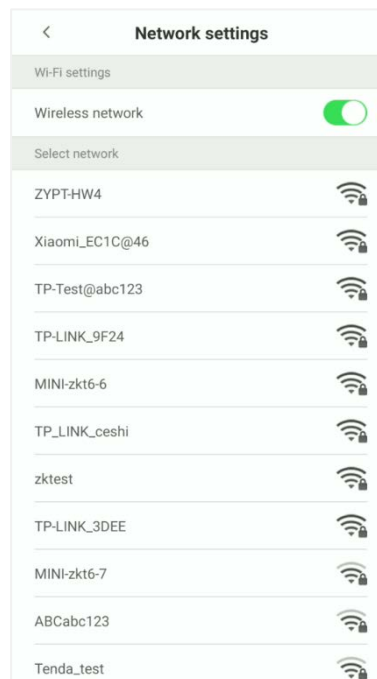 Network settings
Wi-Fi settings
Wireless network
Select network
ZYPT-HW4
Xiaomi_EC1C@46
TP-Test@abc123
TP-LINK_9F24
MINI-zkt6-6
TP_LINK_ceshi
zktest
TP-LINK_3DEE
MINI-zkt6-7
ABCabc123
Tenda_test